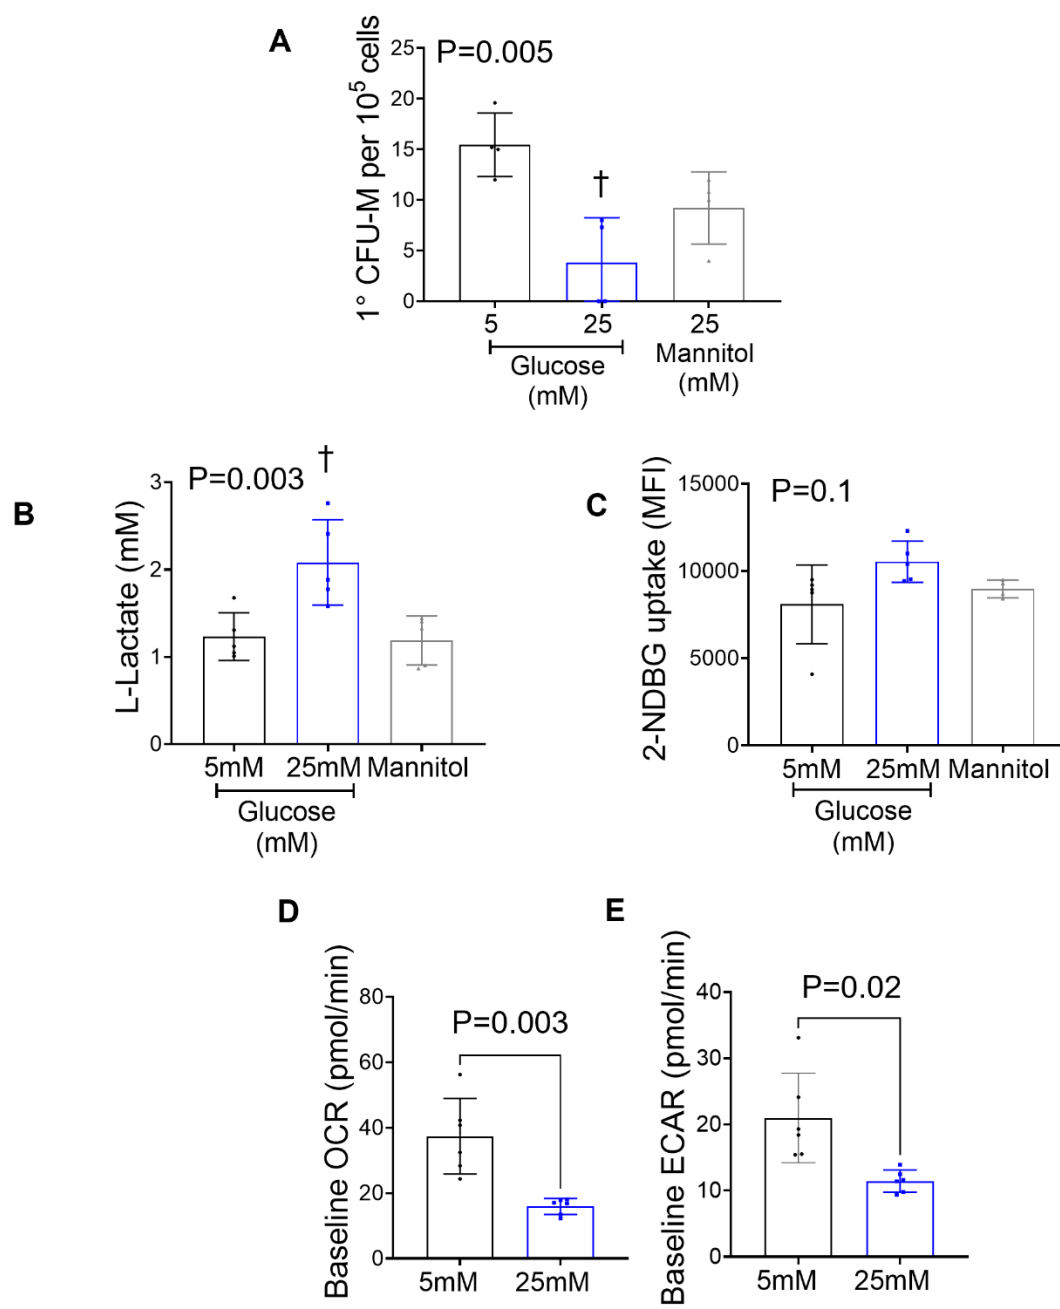 A
P=0.005
1° CFU-M per 10⁵ cells
25
20
15
10
5
0
†
5
25
25
Glucose
(mM)
Mannitol
(mM)
B
P=0.003
†
L-Lactate (mM)
3
2
1
0
5mM
25mM
Mannitol
Glucose
(mM)
C
P=0.1
2-NDBG uptake (MFI)
15000
10000
5000
0
5mM
25mM
Mannitol
Glucose
(mM)
D
P=0.003
Baseline OCR (pmol/min)
80
60
40
20
0
5mM
25mM
E
P=0.02
Baseline ECAR (pmol/min)
40
30
20
10
0
5mM
25mM